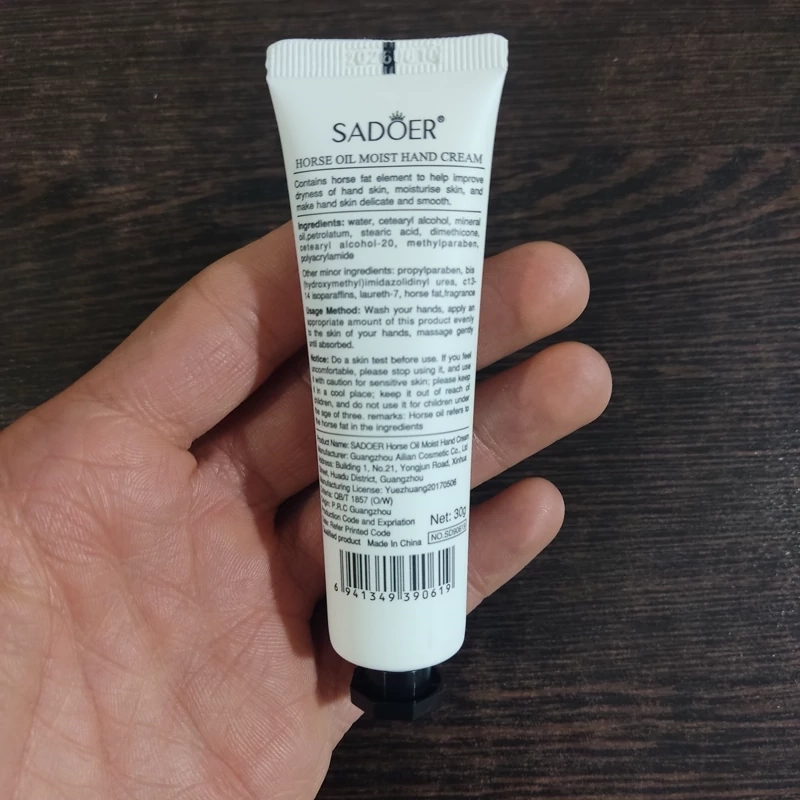 SADOER®
HORSE OIL MOIST HAND CREAM
Contains horse fat element to help improve
dryness of hand skin, moisturise skin, and
make hand skin delicate and smooth.
Ingredients: water, cetearyl alcohol, mineral
oil,petrolatum, stearic acid, dimethicone,
cetearyl alcohol-20, methylparaben,
polyacrylamide
Other minor ingredients: propylparaben, bis
(hydroxymethyl)imidazolidinyl urea, c13-
14 isoparaffins, laureth-7, horse fat,fragrance
Usage Method: Wash your hands, apply an
appropriate amount of this product evenly
to the skin of your hands, massage gently
until absorbed.
Notice: Do a skin test before use. If you feel
uncomfortable, please stop using it, and use
it with caution for sensitive skin; please keep
it in a cool place; keep it out of reach of
children, and do not use it for children under
the age of three. remarks: Horse oil refers to
the horse fat in the ingredients
Product Name: SADOER Horse Oil Moist Hand Cream
Manufacturer: Guangzhou Ailian Cosmetic Co., Ltd
Address: Building 1, No.21, Yongjun Road, Xinhua
Street, Huadu District, Guangzhou
Manufacturing License: Yuezhuang20170506
QB/T 1857 (O/W)
P.R.C Guangzhou
Production Code and Expriation
Refer Printed Code
product Made In China
Net: 30g
6 941349 390619